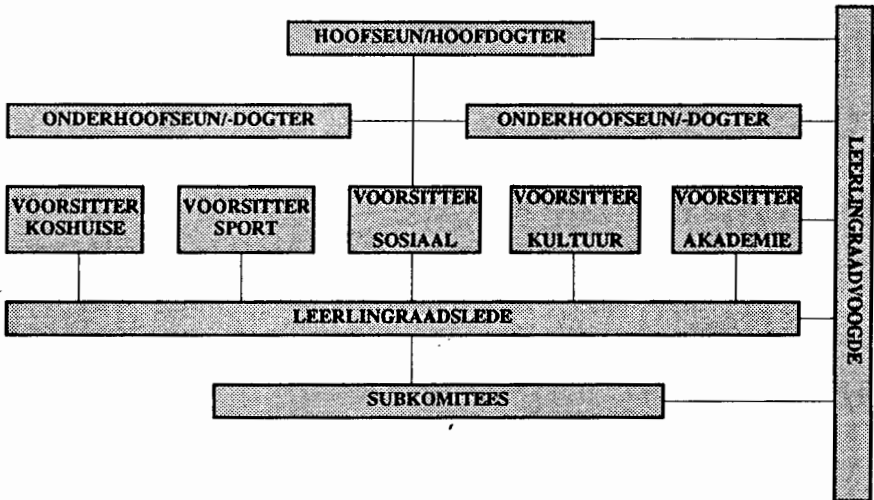 HOOFSEUN/HOOFDOGTER
ONDERHOOFSEUN/-DOGTER
ONDERHOOFSEUN/-DOGTER
VOORSITTER
KOSHUISE
VOORSITTER
SPORT
VOORSITTER
SOSIAAL
VOORSITTER
KULTUUR
VOORSITTER
AKADEMIE
LEERLINGRAADSLEDE
SUBKOMITEES
LEERLINGRAADVOOGDE